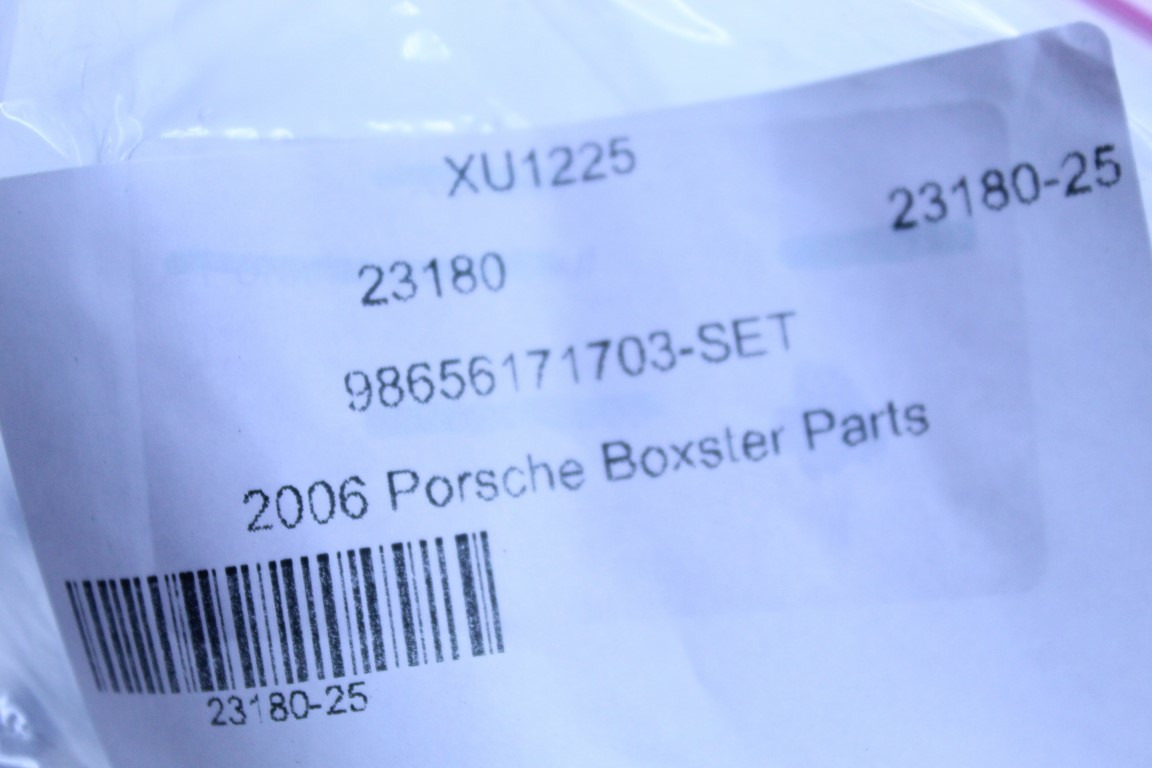 XU1225
23180-25
23180
98656171703-SET
2006 Porsche Boxster Parts
23180-25